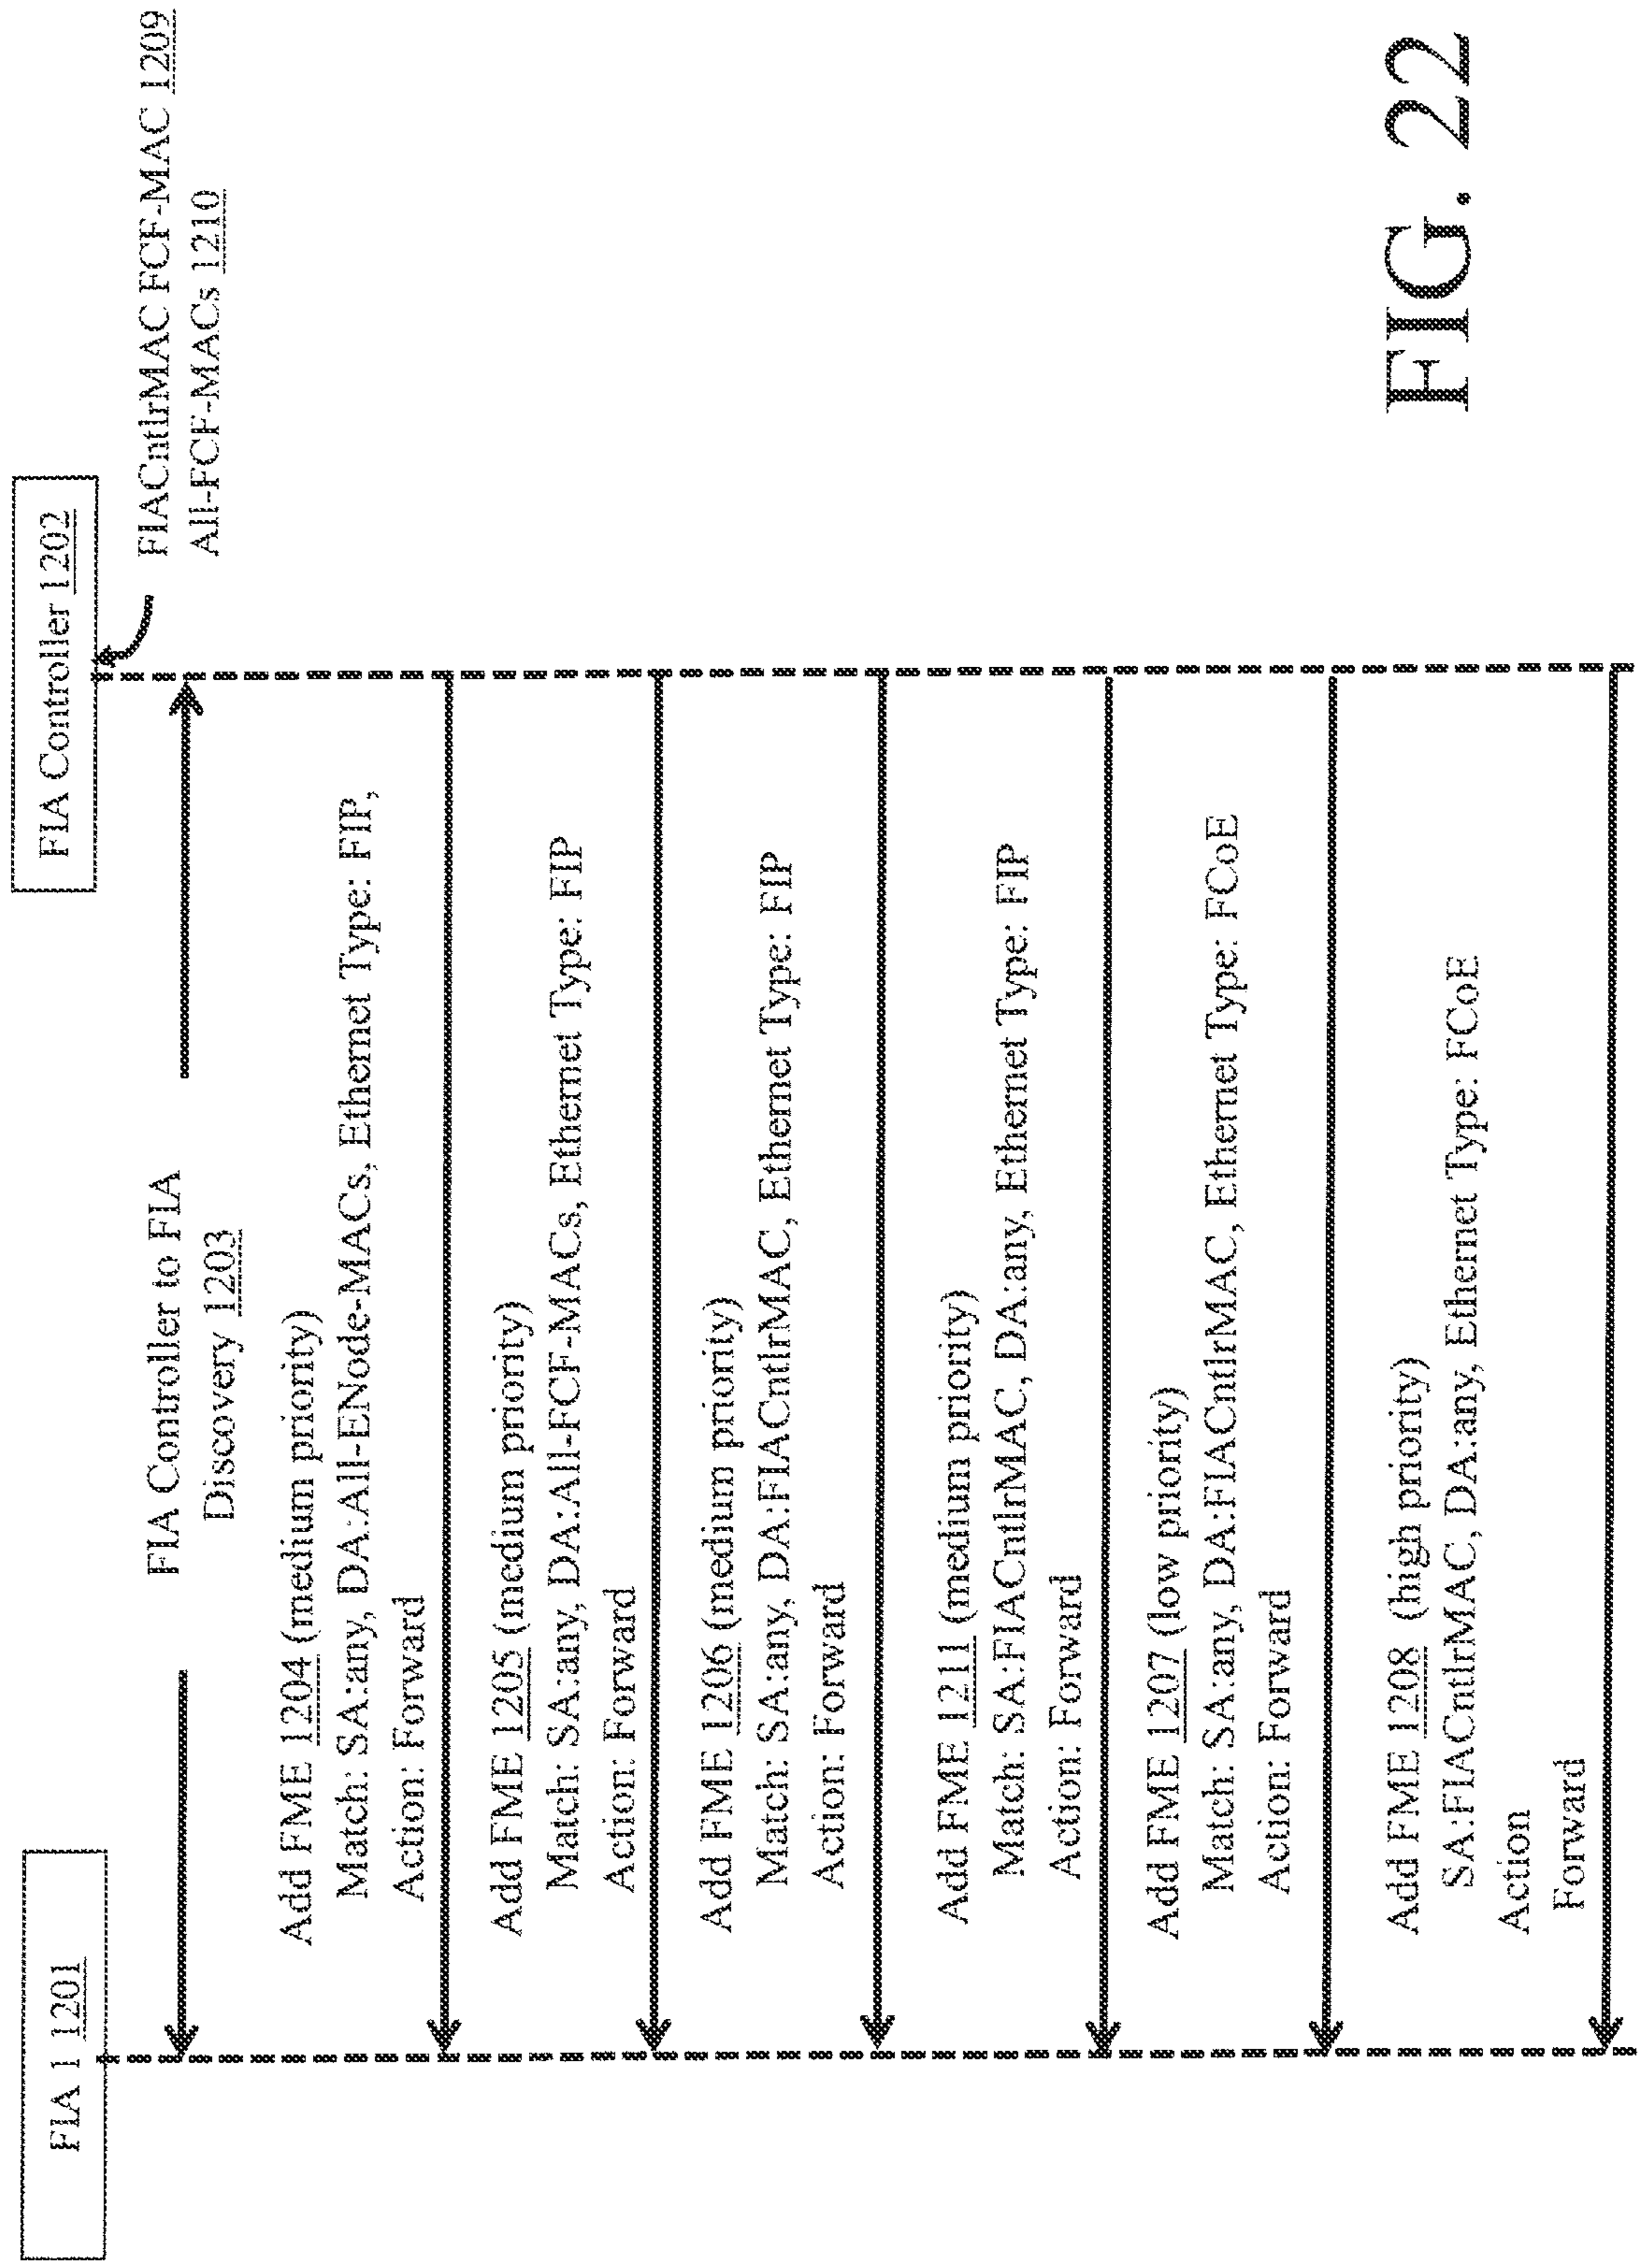 FIA 1 1201
FIA Controller 1202
FIACntlrMAC FCF-MAC 1209
All-FCF-MACs 1210
FIA Controller to FIA
Discovery 1203
Add FME 1204 (medium priority)
Match: SA:any, DA:All-ENode-MACs, Ethernet Type: FIP,
Action: Forward
Add FME 1205 (medium priority)
Match: SA:any, DA:All-FCF-MACs, Ethernet Type: FIP
Action: Forward
Add FME 1206 (medium priority)
Match: SA:any, DA:FIACntlrMAC, Ethernet Type: FIP
Action: Forward
Add FME 1211 (medium priority)
Match: SA:FIACntlrMAC, DA:any, Ethernet Type: FIP
Action: Forward
Add FME 1207 (low priority)
Match: SA:any, DA:FIACntlrMAC, Ethernet Type: FCoE
Action: Forward
Add FME 1208 (high priority)
SA:FIACntlrMAC, DA:any, Ethernet Type: FCoE
Action
Forward
FIG. 22